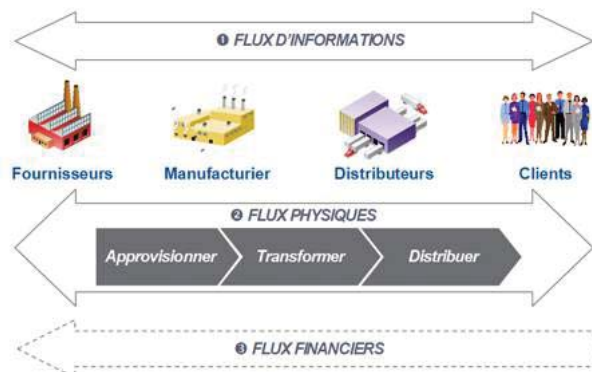 ❶ FLUX D'INFORMATIONS
Fournisseurs Manufacturier Distributeurs Clients
❷ FLUX PHYSIQUES
Approvisionner Transformer Distribuer
❸ FLUX FINANCIERS